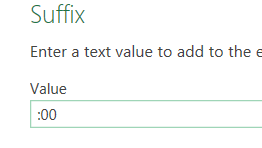 Suffix
Enter a text value to add to the
Value
:00